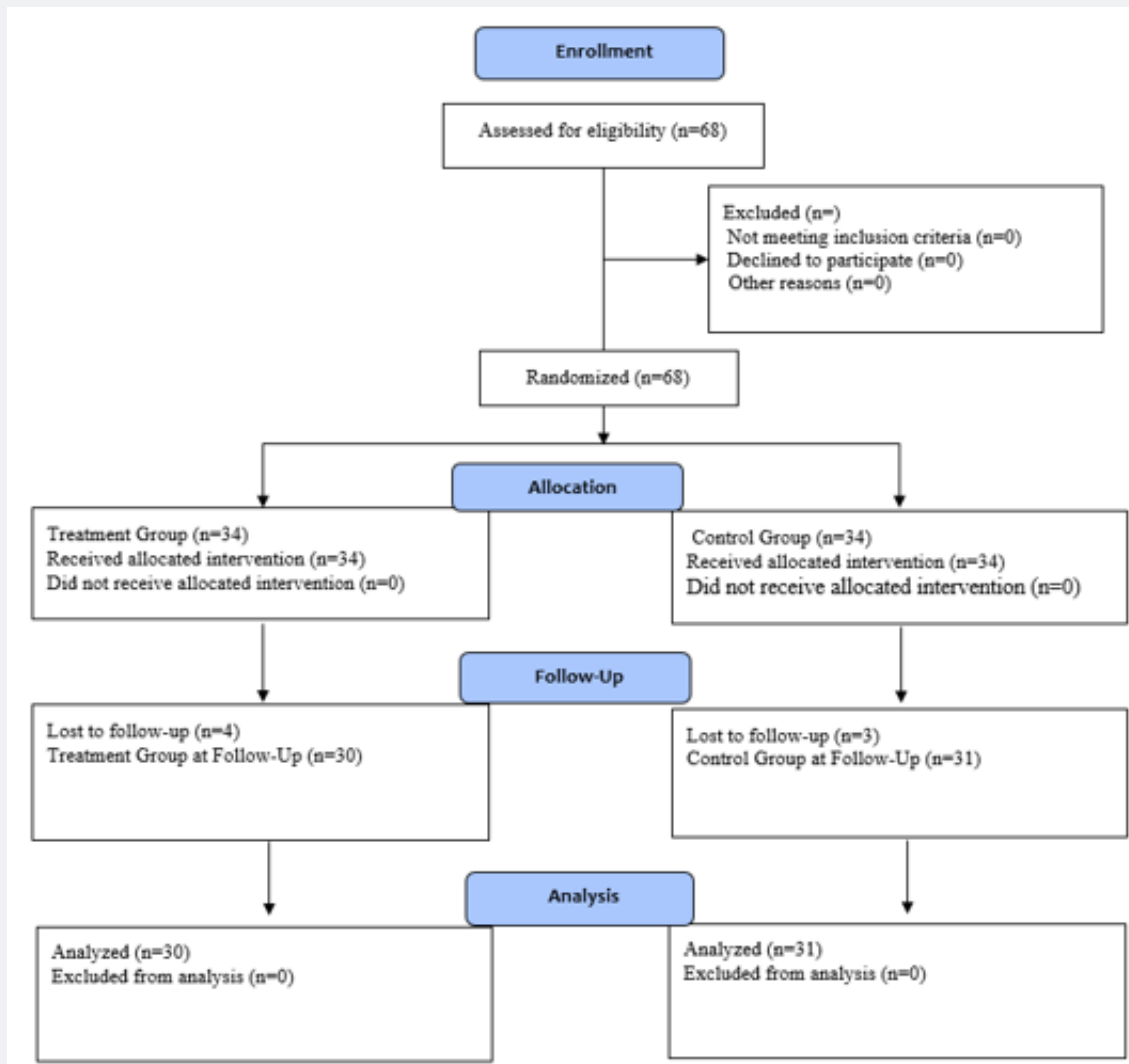 Enrollment
Assessed for eligibility (n=68)
Excluded (n=)
Not meeting inclusion criteria (n=0)
Declined to participate (n=0)
Other reasons (n=0)
Randomized (n=68)
Allocation
Treatment Group (n=34)
Received allocated intervention (n=34)
Did not receive allocated intervention (n=0)
Control Group (n=34)
Received allocated intervention (n=34)
Did not receive allocated intervention (n=0)
Follow-Up
Lost to follow-up (n=4)
Treatment Group at Follow-Up (n=30)
Lost to follow-up (n=3)
Control Group at Follow-Up (n=31)
Analysis
Analyzed (n=30)
Excluded from analysis (n=0)
Analyzed (n=31)
Excluded from analysis (n=0)